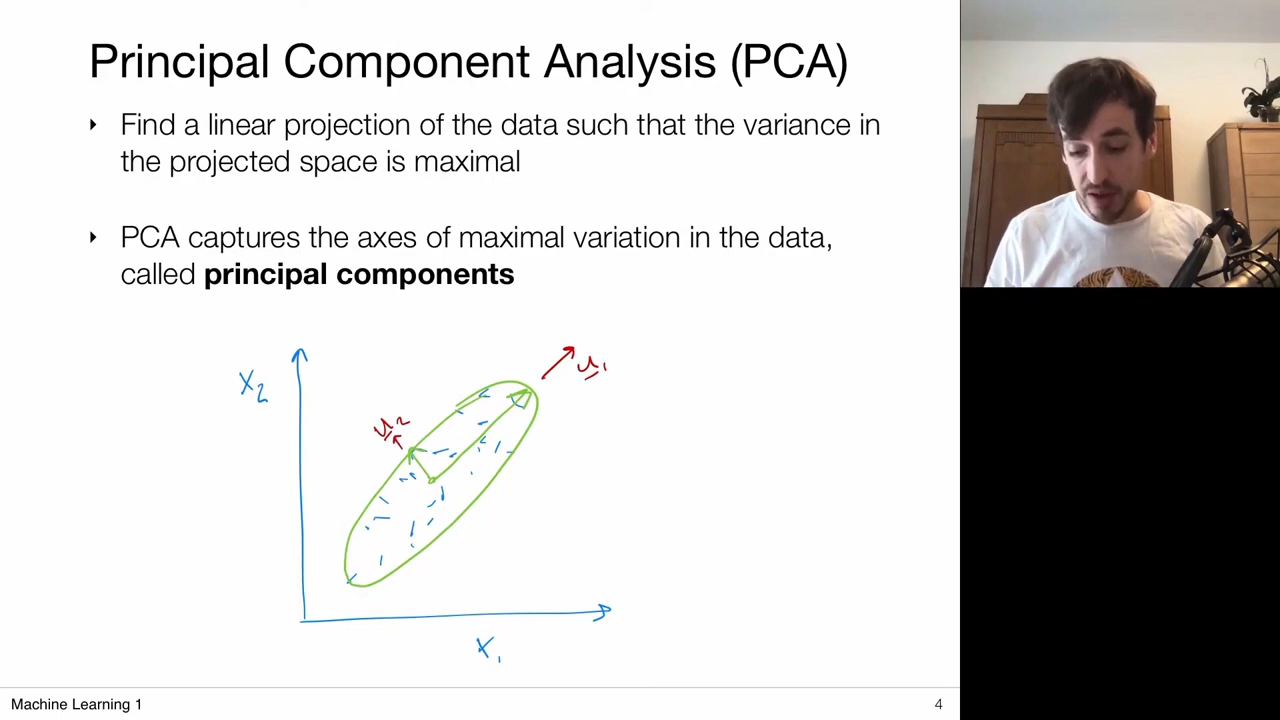 Principal Component Analysis (PCA)
‣ Find a linear projection of the data such that the variance in
the projected space is maximal
‣ PCA captures the axes of maximal variation in the data,
called principal components
x₂
u₁
u₂
x₁
Machine Learning 1
4